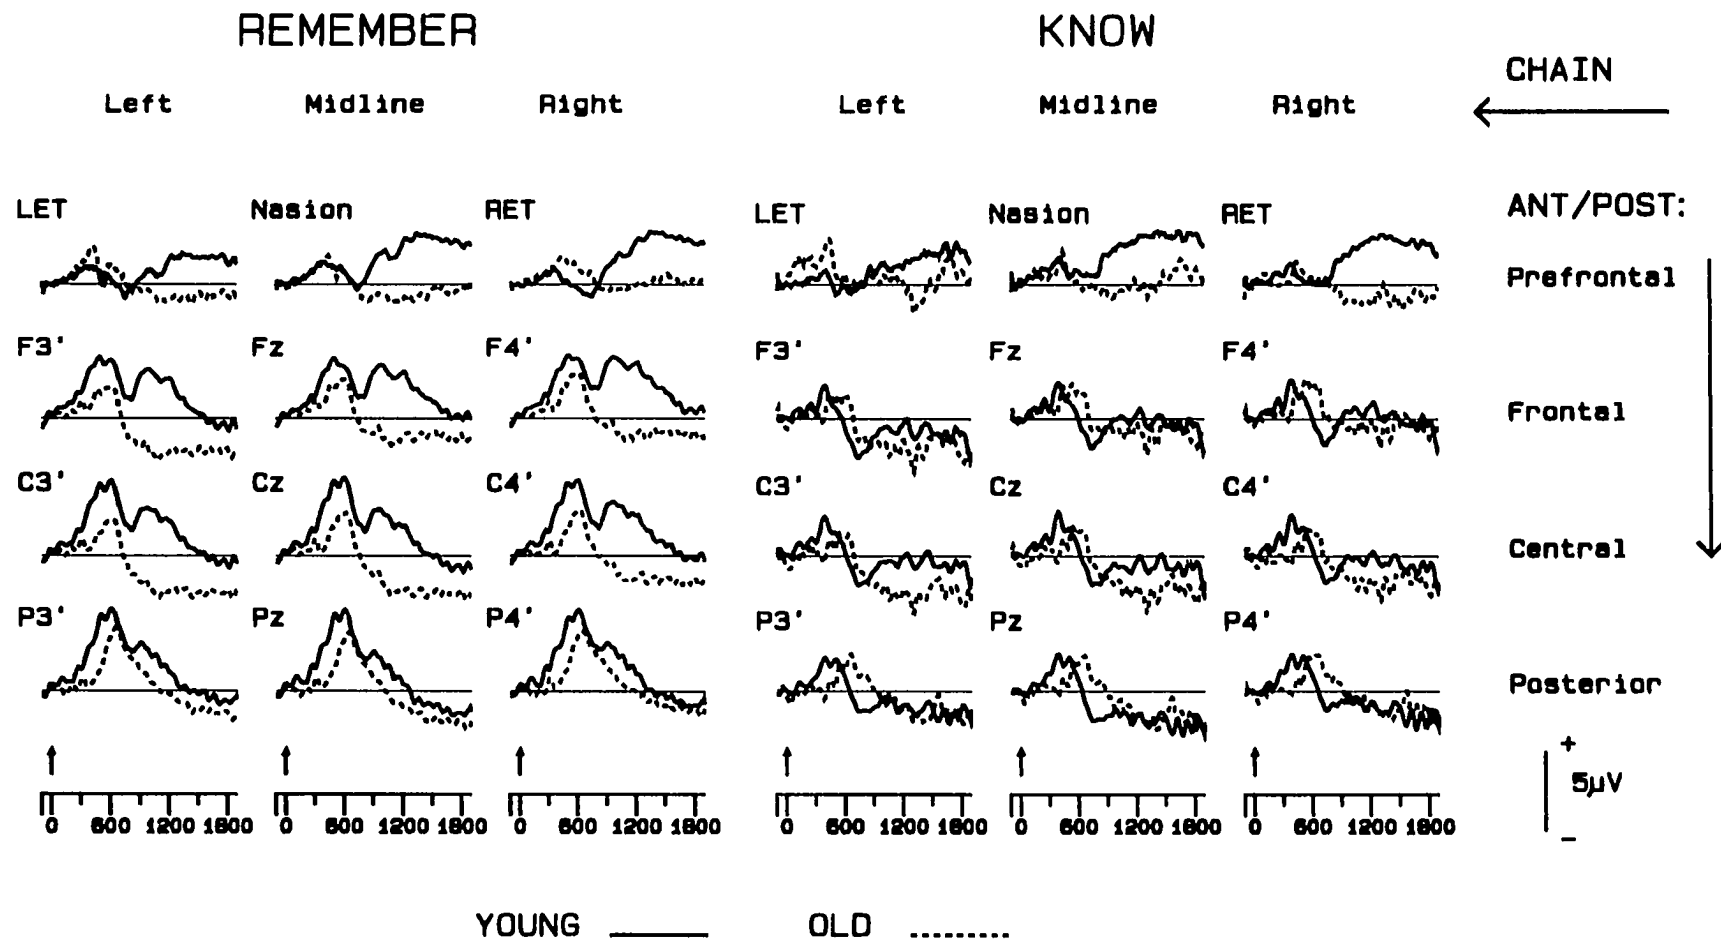 REMEMBER KNOW
CHAIN
Left Midline Right Left Midline Right
LET Nasion RET LET Nasion RET ANT/POST:
Prefrontal
F3' Fz F4' F3' Fz F4'
Frontal
C3' Cz C4' C3' Cz C4'
Central
P3' Pz P4' P3' Pz P4'
Posterior
+
5µV
−
0 600 1200 1800 0 600 1200 1800 0 600 1200 1800 0 600 1200 1800 0 600 1200 1800 0 600 1200 1800
YOUNG OLD